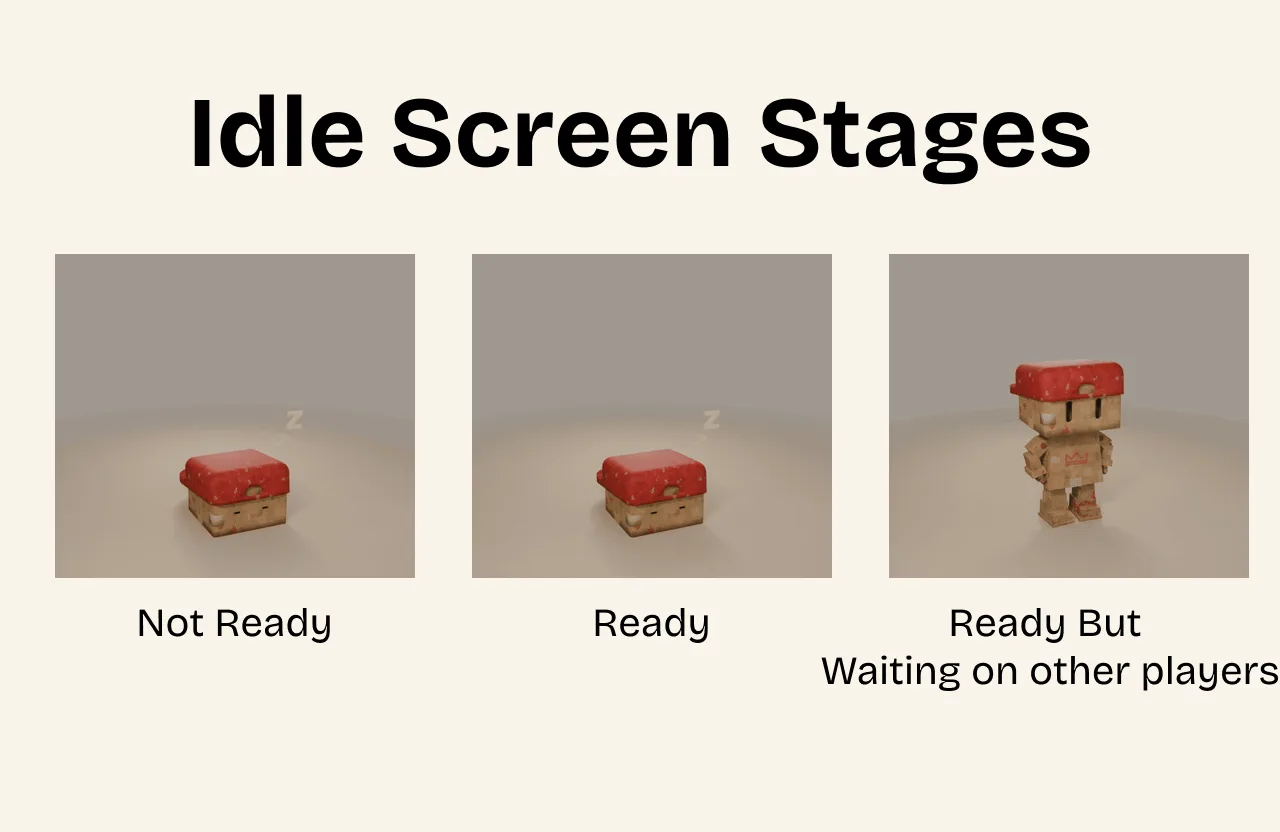 Idle Screen Stages
z
z
Not Ready
Ready
Ready But
Waiting on other players